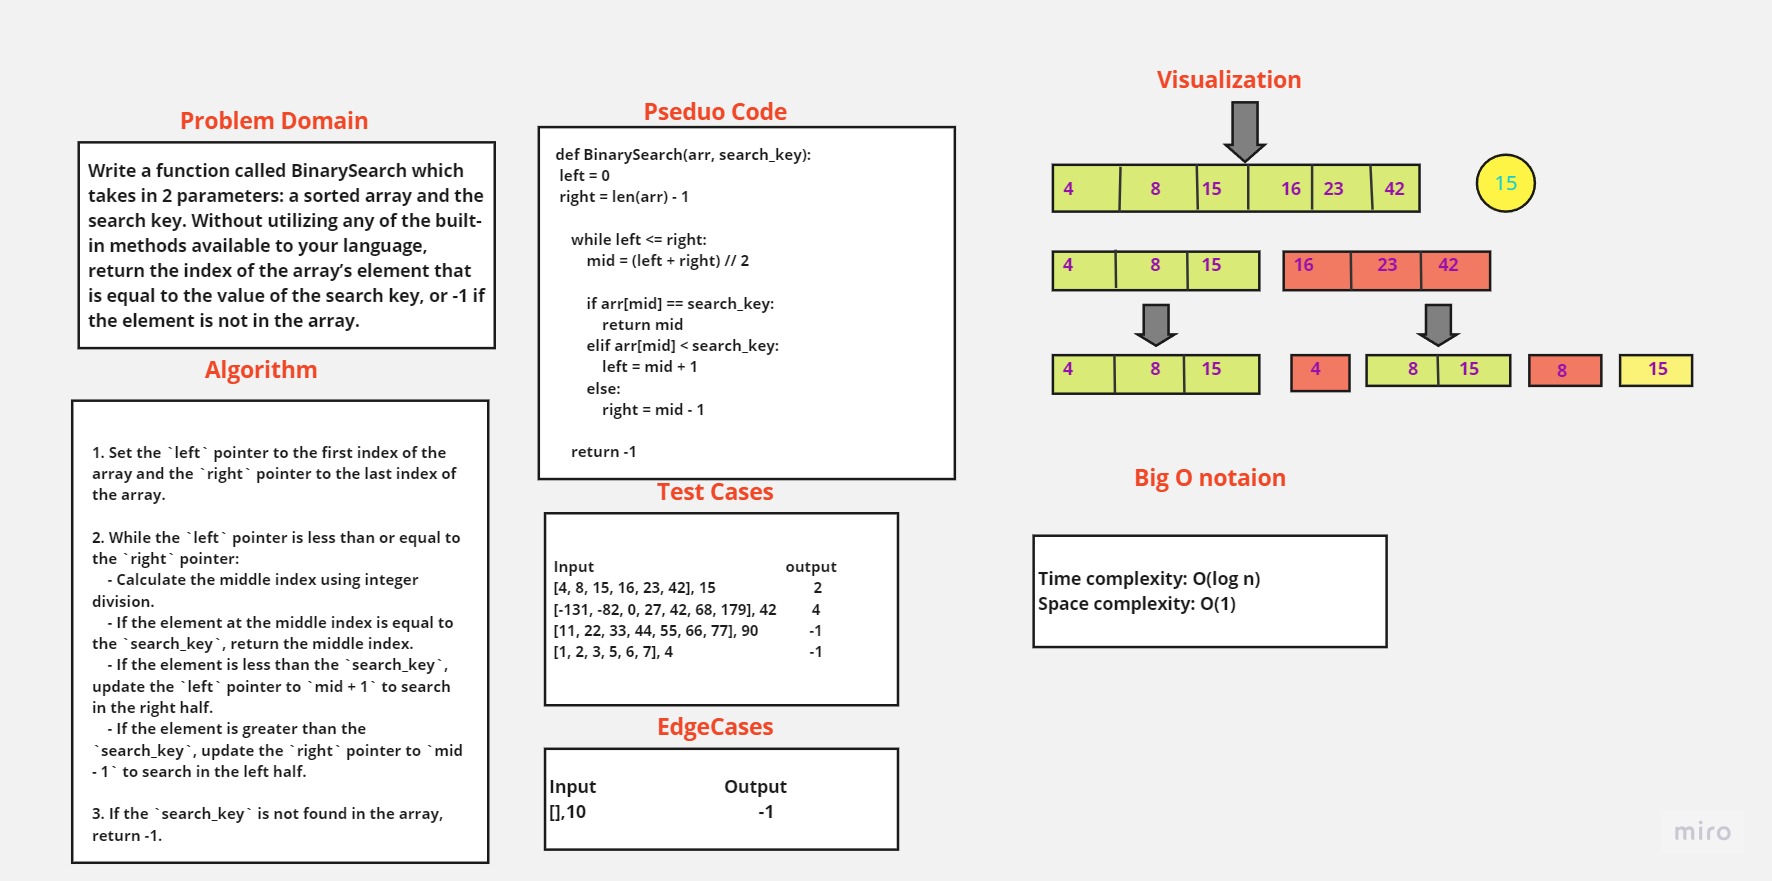 Problem Domain
Write a function called BinarySearch which
takes in 2 parameters: a sorted array and the
search key. Without utilizing any of the built-
in methods available to your language,
return the index of the array’s element that
is equal to the value of the search key, or -1 if
the element is not in the array.
Algorithm
1. Set the `left` pointer to the first index of the
array and the `right` pointer to the last index of
the array.
2. While the `left` pointer is less than or equal to
the `right` pointer:
- Calculate the middle index using integer
division.
- If the element at the middle index is equal to
the `search_key`, return the middle index.
- If the element is less than the `search_key`,
update the `left` pointer to `mid + 1` to search
in the right half.
- If the element is greater than the
`search_key`, update the `right` pointer to `mid
- 1` to search in the left half.
3. If the `search_key` is not found in the array,
return -1.
Pseduo Code
def BinarySearch(arr, search_key):
left = 0
right = len(arr) - 1
while left <= right:
mid = (left + right) // 2
if arr[mid] == search_key:
return mid
elif arr[mid] < search_key:
left = mid + 1
else:
right = mid - 1
return -1
Test Cases
Input output
[4, 8, 15, 16, 23, 42], 15 2
[-131, -82, 0, 27, 42, 68, 179], 42 4
[11, 22, 33, 44, 55, 66, 77], 90 -1
[1, 2, 3, 5, 6, 7], 4 -1
EdgeCases
Input Output
[],10 -1
Visualization
4 8 15 16 23 42 15
4 8 15 16 23 42
4 8 15 4 8 15 8 15
Big O notaion
Time complexity: O(log n)
Space complexity: O(1)
miro